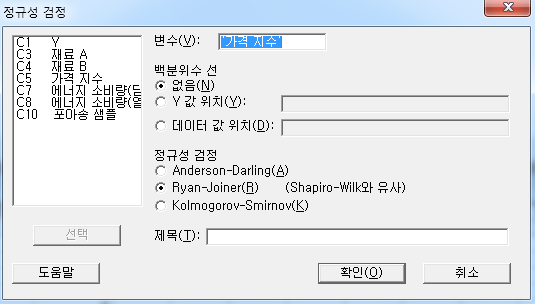 정규성 검정
C1 Y
C3 재료 A
C4 재료 B
C5 가격 지수
C7 에너지 소비량(단
C8 에너지 소비량(열
C10 포아송 샘플
선택
도움말
변수(V): '가격 지수'
백분위수 선
없음(N)
Y 값 위치(Y):
데이터 값 위치(D):
정규성 검정
Anderson-Darling(A)
Ryan-Joiner(R) (Shapiro-Wilk와 유사)
Kolmogorov-Smirnov(K)
제목(T):
확인(O)
취소